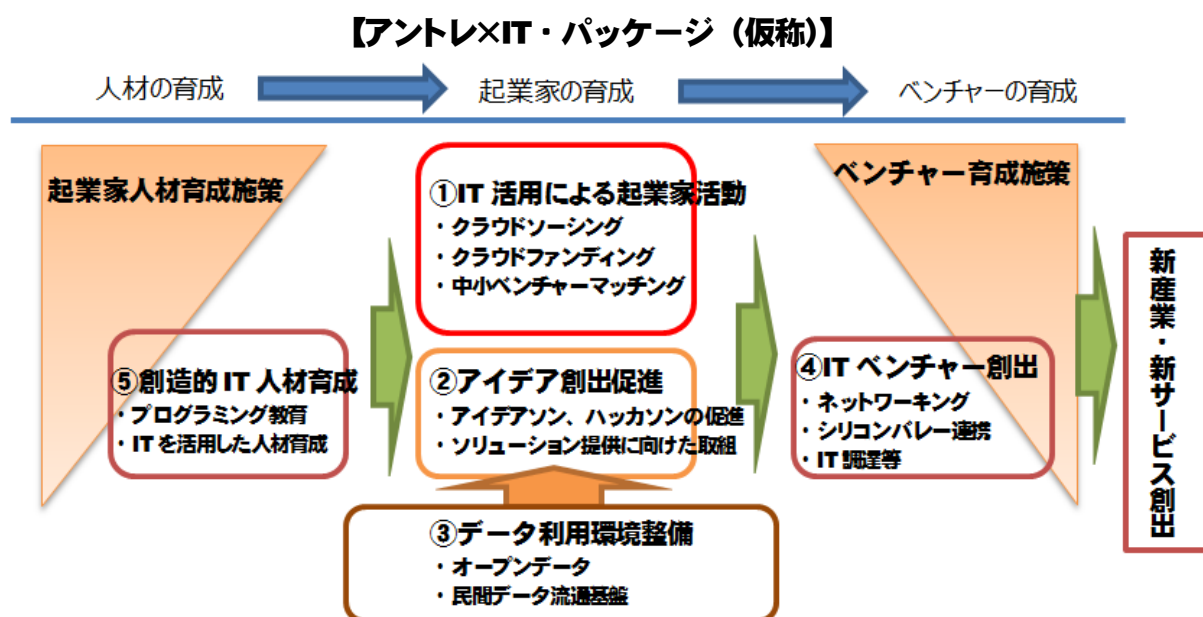 【アントレ×IT・パッケージ（仮称）】
人材の育成
起業家の育成
ベンチャーの育成
起業家人材育成施策
①IT 活用による起業家活動
・クラウドソーシング
・クラウドファンディング
・中小ベンチャーマッチング
ベンチャー育成施策
⑤創造的 IT 人材育成
・プログラミング教育
・IT を活用した人材育成
②アイデア創出促進
・アイデアソン、ハッカソンの促進
・ソリューション提供に向けた取組
④IT ベンチャー創出
・ネットワーキング
・シリコンバレー連携
・IT 調達等
③データ利用環境整備
・オープンデータ
・民間データ流通基盤
新産業・新サービス創出